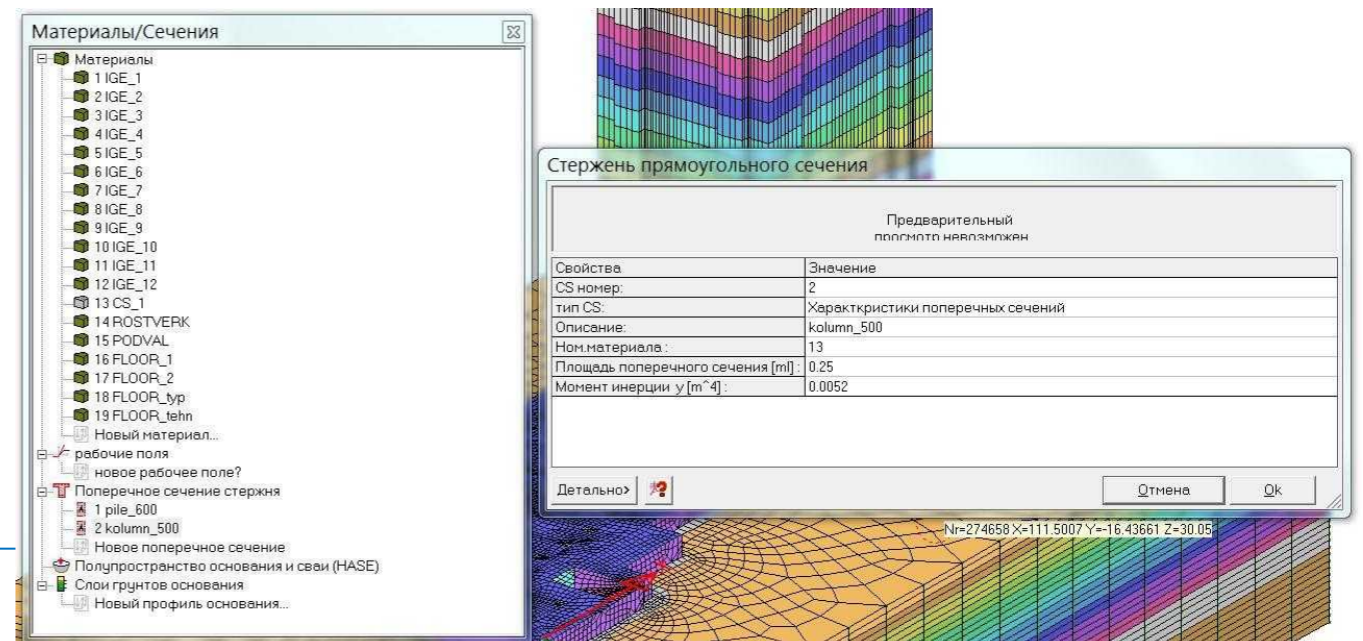 Материалы/Сечения
Материалы
1 IGE_1
2 IGE_2
3 IGE_3
4 IGE_4
5 IGE_5
6 IGE_6
7 IGE_7
8 IGE_8
9 IGE_9
10 IGE_10
11 IGE_11
12 IGE_12
13 CS_1
14 ROSTVERK
15 PODVAL
16 FLOOR_1
17 FLOOR_2
18 FLOOR_typ
19 FLOOR_tehn
Новый материал...
рабочие поля
новое рабочее поле?
Поперечное сечение стержня
1 pile_600
2 kolumn_500
Новое поперечное сечение
Полупространство основания и сваи (HASE)
Слои грунтов основания
Новый профиль основания...
Стержень прямоугольного сечения
Предварительный
просмотр невозможен
Свойства Значение
CS номер: 2
тип CS: Характкристики поперечных сечений
Описание: kolumn_500
Ном.материала : 13
Площадь поперечного сечения [ml] : 0.25
Момент инерции y [m^4] : 0.0052
Детально> Отмена Ok
Nr=274658 X=111.5007 Y=-16.43661 Z=30.05